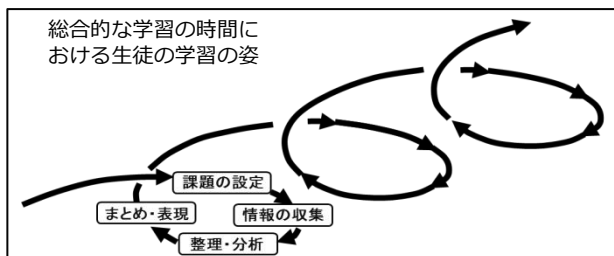 総合的な学習の時間に
おける生徒の学習の姿
課題の設定
まとめ・表現
情報の収集
整理・分析